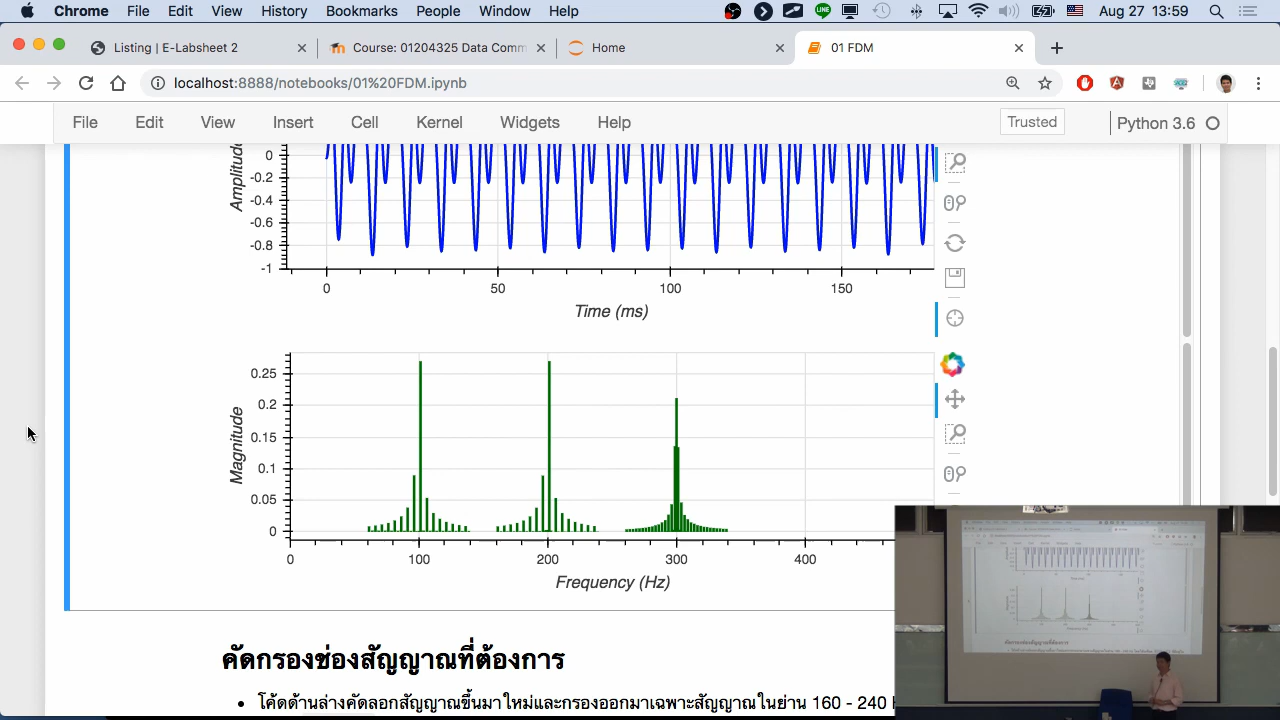 Chrome File Edit View History Bookmarks People Window Help Aug 27 13:59
Listing | E-Labsheet 2 Course: 01204325 Data Comm Home 01 FDM
localhost:8888/notebooks/01%20FDM.ipynb
File Edit View Insert Cell Kernel Widgets Help Trusted Python 3.6
Amplitude
0
-0.2
-0.4
-0.6
-0.8
-1
0 50 100 150
Time (ms)
Magnitude
0.25
0.2
0.15
0.1
0.05
0
0 100 200 300 400
Frequency (Hz)
คัดกรองช่องสัญญาณที่ต้องการ
• โค้ดด้านล่างคัดลอกสัญญาณขึ้นมาใหม่และกรองออกมาเฉพาะสัญญาณในย่าน 160 - 240